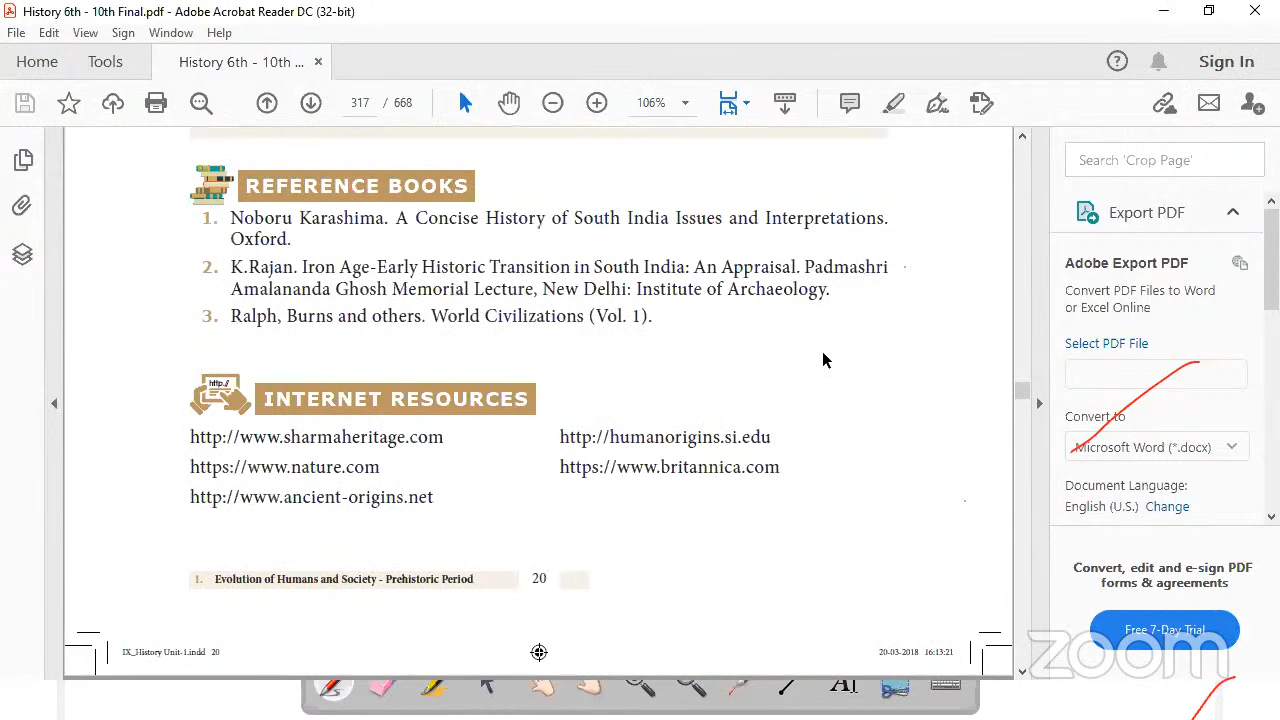 History 6th - 10th Final.pdf - Adobe Acrobat Reader DC (32-bit)
File Edit View Sign Window Help
Home Tools History 6th - 10th ... Sign In
317 / 668 106%
Search 'Crop Page'
Export PDF
Adobe Export PDF
Convert PDF Files to Word
or Excel Online
Select PDF File
Convert to
Microsoft Word (*.docx)
Document Language:
English (U.S.) Change
Convert, edit and e-sign PDF
forms & agreements
Free 7-Day Trial
REFERENCE BOOKS
1. Noboru Karashima. A Concise History of South India Issues and Interpretations.
Oxford.
2. K.Rajan. Iron Age-Early Historic Transition in South India: An Appraisal. Padmashri
Amalananda Ghosh Memorial Lecture, New Delhi: Institute of Archaeology.
3. Ralph, Burns and others. World Civilizations (Vol. 1).
http://
INTERNET RESOURCES
http://www.sharmaheritage.com http://humanorigins.si.edu
https://www.nature.com https://www.britannica.com
http://www.ancient-origins.net
1. Evolution of Humans and Society - Prehistoric Period 20
IX_History Unit-1.indd 20 20-03-2018 16:13:21
zoom
AI